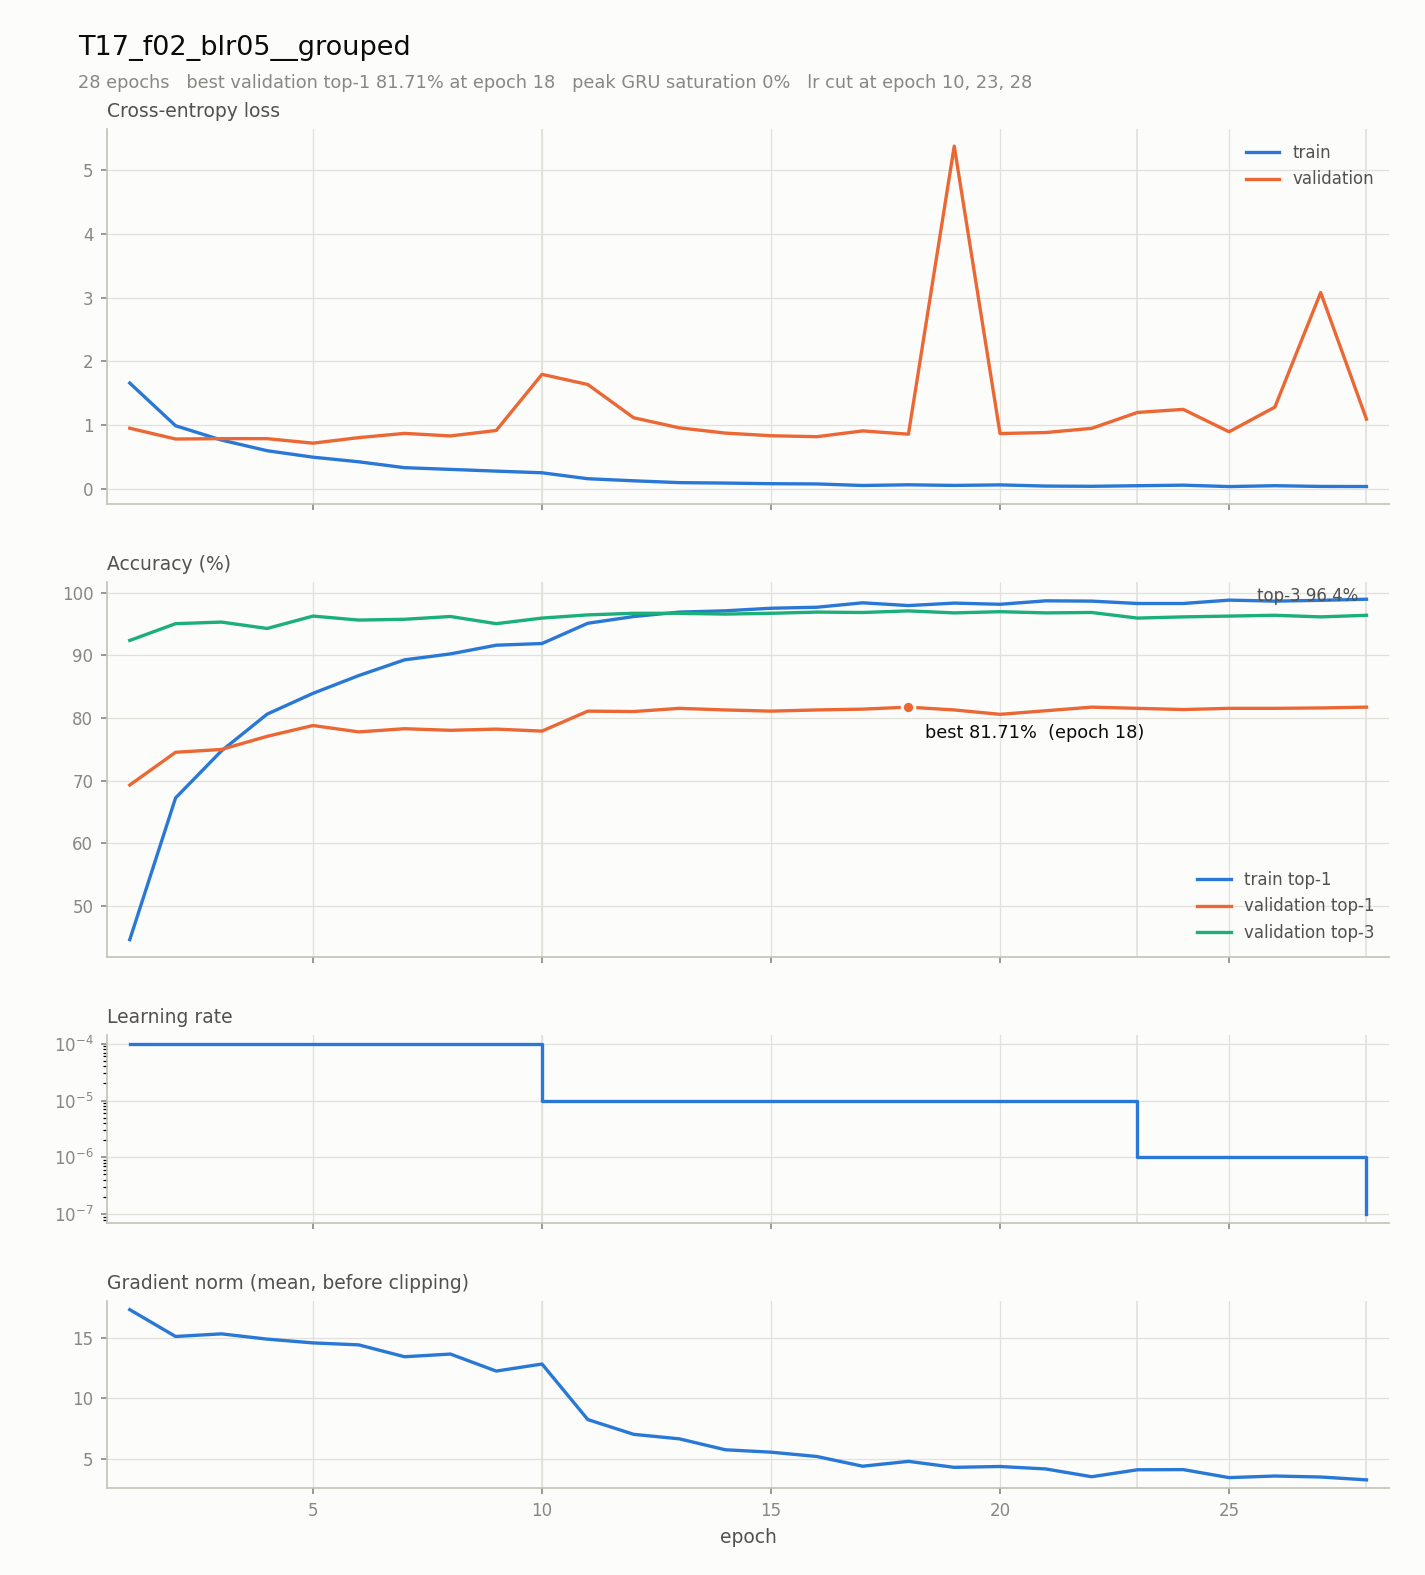 T17_f02_blr05__grouped
28 epochs   best validation top-1 81.71% at epoch 18   peak GRU saturation 0%   lr cut at epoch 10, 23, 28
Cross-entropy loss
train
validation
5
4
3
2
1
0
Accuracy (%)
top-3 96.4%
100
90
80
70
60
50
best 81.71%  (epoch 18)
train top-1
validation top-1
validation top-3
Learning rate
10⁻⁴
10⁻⁵
10⁻⁶
10⁻⁷
Gradient norm (mean, before clipping)
15
10
5
5 10 15 20 25
epoch